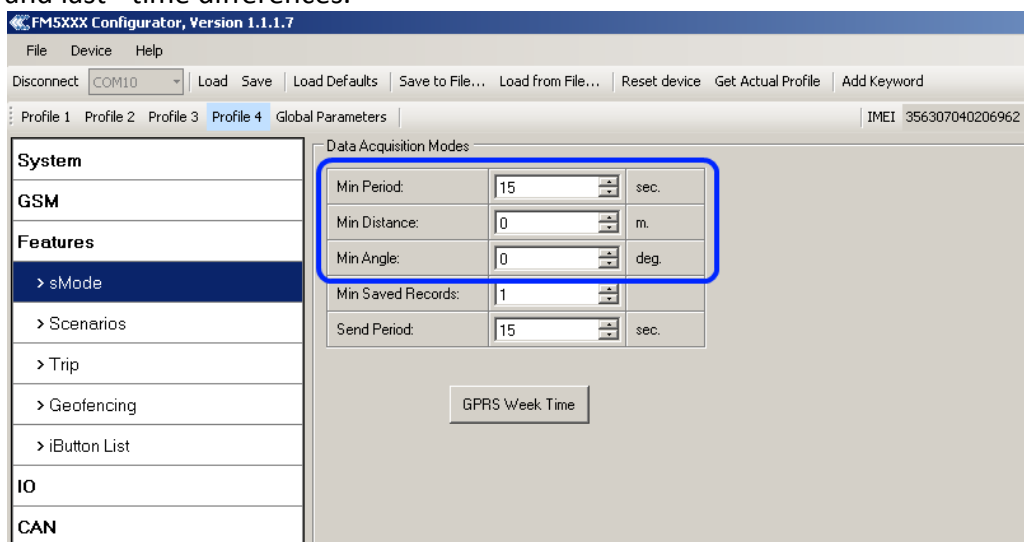 and last - time differences.
FM5XXX Configurator, Version 1.1.1.7
File Device Help
Disconnect COM10 Load Save Load Defaults Save to File... Load from File... Reset device Get Actual Profile Add Keyword
Profile 1 Profile 2 Profile 3 Profile 4 Global Parameters IMEI 356307040206962
System
GSM
Features
> sMode
> Scenarios
> Trip
> Geofencing
> iButton List
IO
CAN
Data Acquisition Modes
Min Period: 15 sec.
Min Distance: 0 m.
Min Angle: 0 deg.
Min Saved Records: 1
Send Period: 15 sec.
GPRS Week Time